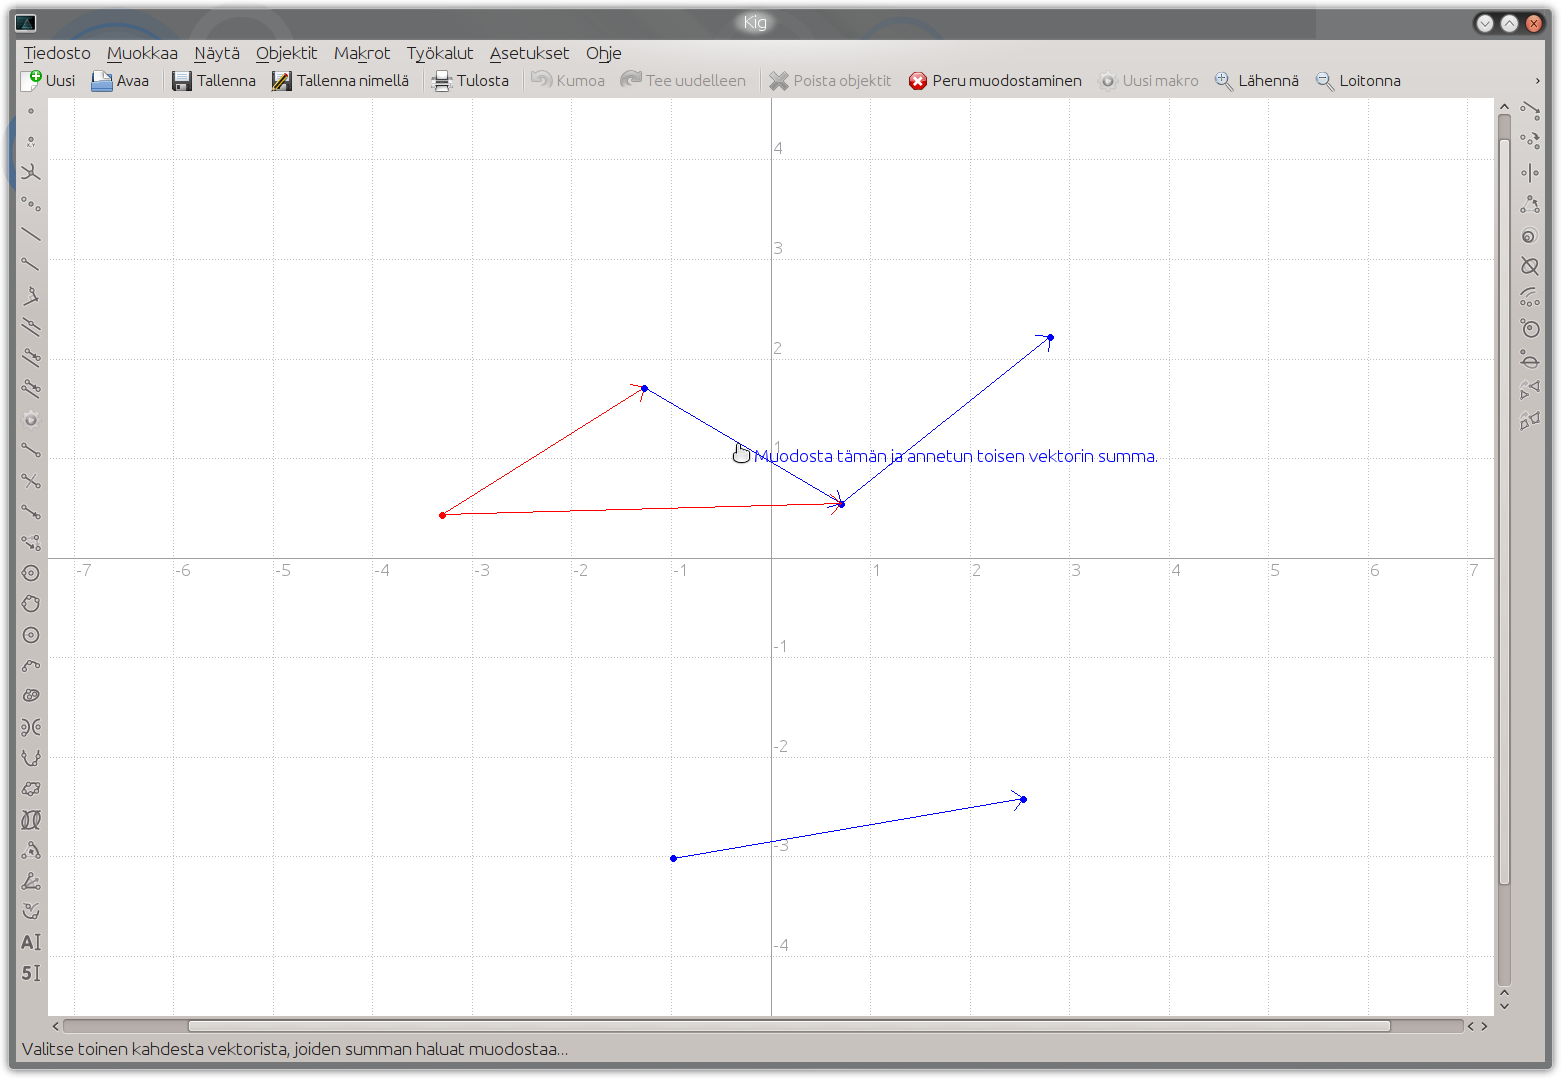 Kig
Tiedosto Muokkaa Näytä Objektit Makrot Työkalut Asetukset Ohje
Uusi Avaa Tallenna Tallenna nimellä Tulosta Kumoa Tee uudelleen Poista objektit Peru muodostaminen Uusi makro Lähennä Loitonna
4
3
2
1
Muodosta tämän ja annetun toisen vektorin summa.
-7 -6 -5 -4 -3 -2 -1 1 2 3 4 5 6 7
-1
-2
-3
-4
x,y
A
5
Valitse toinen kahdesta vektorista, joiden summan haluat muodostaa...